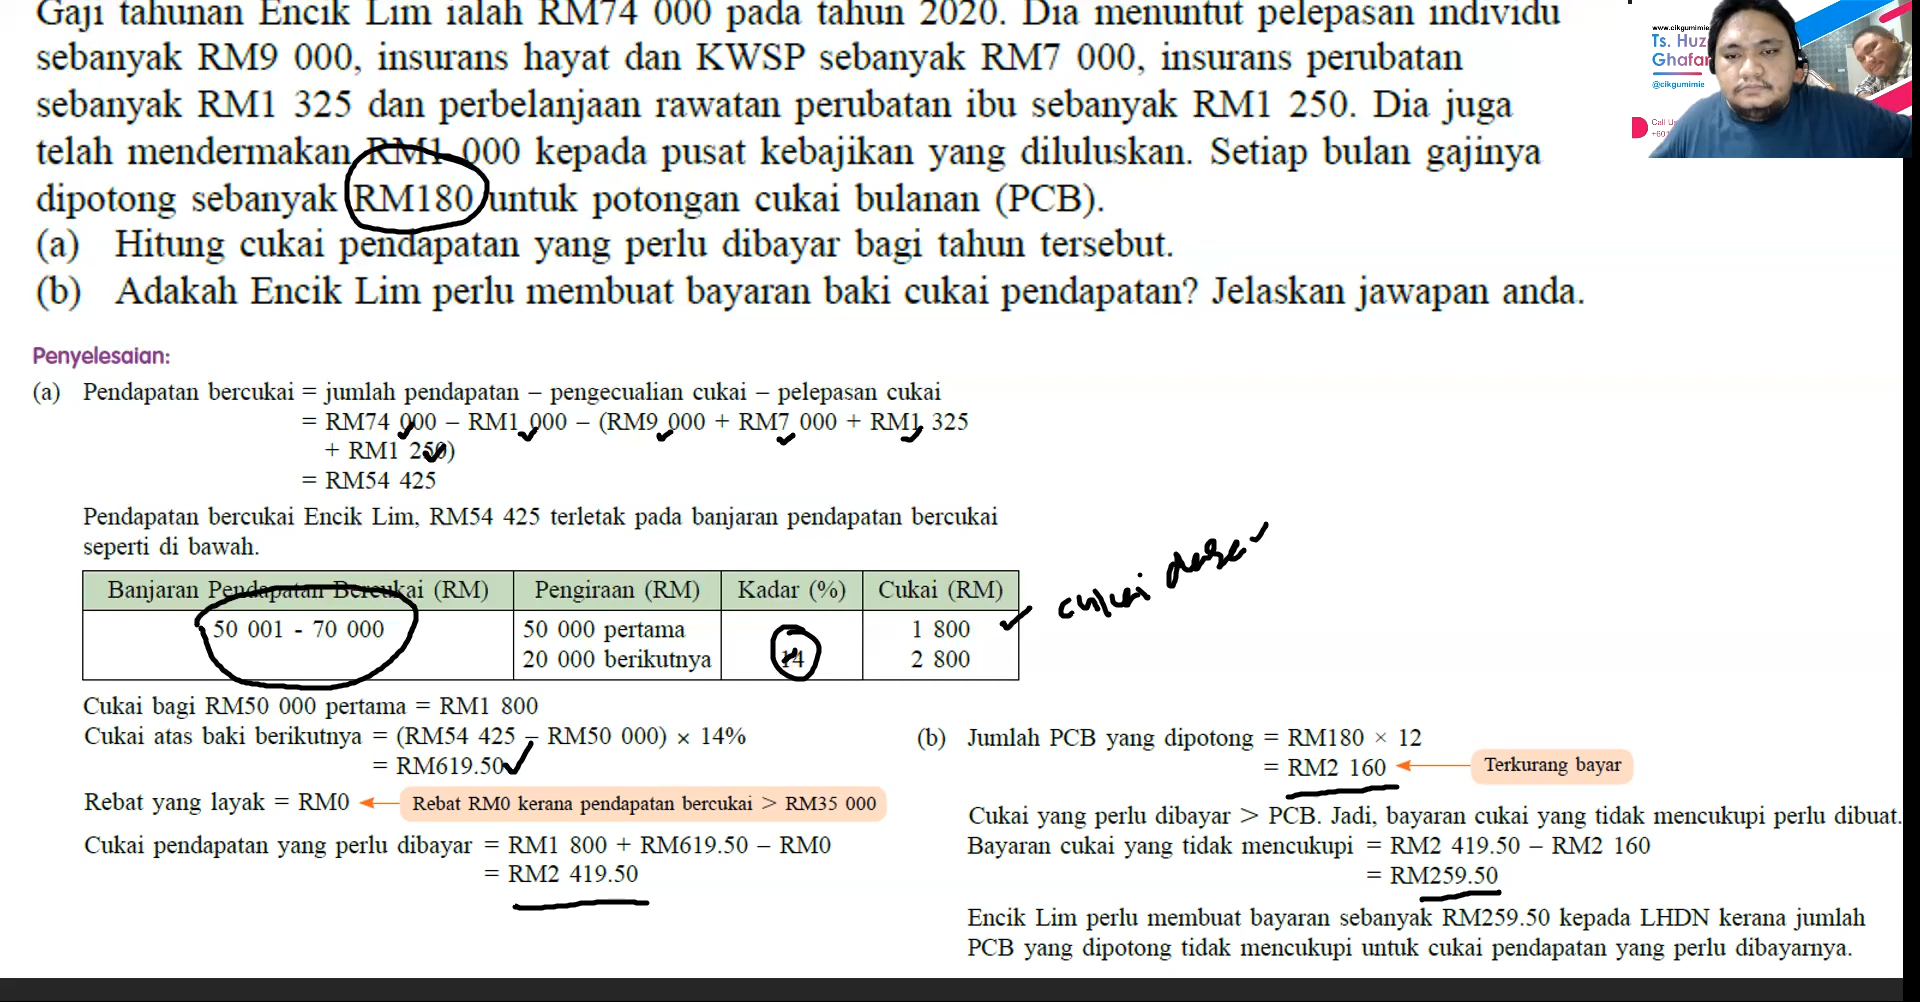 Gaji tahunan Encik Lim ialah RM74 000 pada tahun 2020. Dia menuntut pelepasan individu
sebanyak RM9 000, insurans hayat dan KWSP sebanyak RM7 000, insurans perubatan
sebanyak RM1 325 dan perbelanjaan rawatan perubatan ibu sebanyak RM1 250. Dia juga
telah mendermakan RM1 000 kepada pusat kebajikan yang diluluskan. Setiap bulan gajinya
dipotong sebanyak RM180 untuk potongan cukai bulanan (PCB).
(a) Hitung cukai pendapatan yang perlu dibayar bagi tahun tersebut.
(b) Adakah Encik Lim perlu membuat bayaran baki cukai pendapatan? Jelaskan jawapan anda.
www.cikgumimie
Ts. Huz
Ghafar
@cikgumimie
Call Us
+601
Penyelesaian:
(a) Pendapatan bercukai = jumlah pendapatan – pengecualian cukai – pelepasan cukai
= RM74 000 – RM1 000 – (RM9 000 + RM7 000 + RM1 325
+ RM1 250)
= RM54 425
Pendapatan bercukai Encik Lim, RM54 425 terletak pada banjaran pendapatan bercukai
seperti di bawah.
Banjaran Pendapatan Bercukai (RM) Pengiraan (RM) Kadar (%) Cukai (RM)
50 001 - 70 000 50 000 pertama 1 800
20 000 berikutnya 14 2 800
cukai
Cukai bagi RM50 000 pertama = RM1 800
Cukai atas baki berikutnya = (RM54 425 – RM50 000) × 14%
= RM619.50
Rebat yang layak = RM0 Rebat RM0 kerana pendapatan bercukai > RM35 000
Cukai pendapatan yang perlu dibayar = RM1 800 + RM619.50 – RM0
= RM2 419.50
(b) Jumlah PCB yang dipotong = RM180 × 12
= RM2 160 Terkurang bayar
Cukai yang perlu dibayar > PCB. Jadi, bayaran cukai yang tidak mencukupi perlu dibuat.
Bayaran cukai yang tidak mencukupi = RM2 419.50 – RM2 160
= RM259.50
Encik Lim perlu membuat bayaran sebanyak RM259.50 kepada LHDN kerana jumlah
PCB yang dipotong tidak mencukupi untuk cukai pendapatan yang perlu dibayarnya.